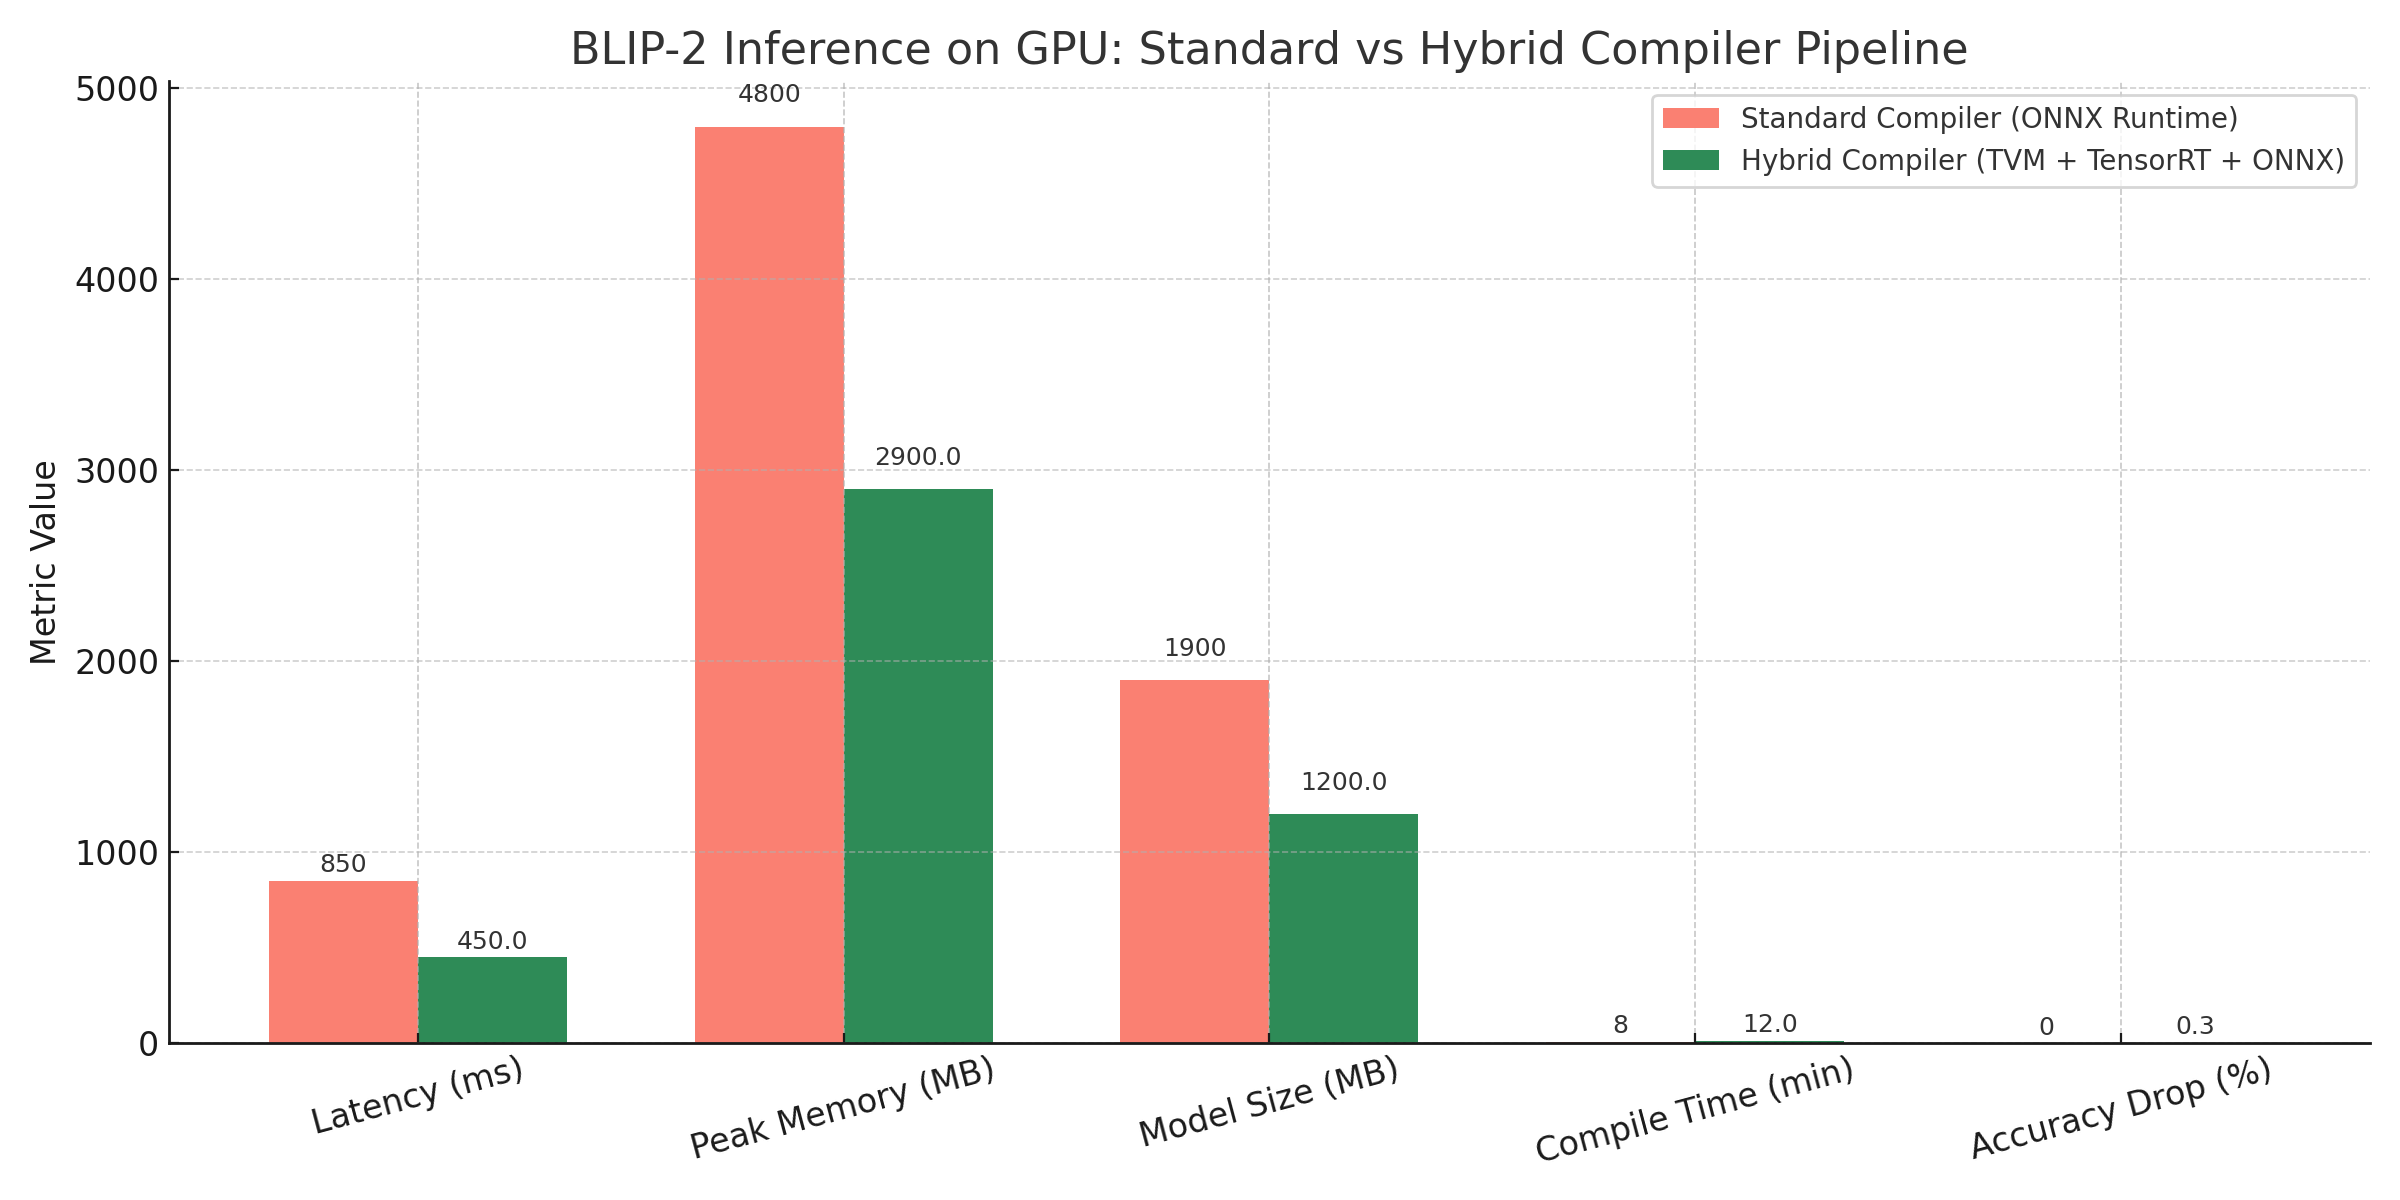 BLIP-2 Inference on GPU: Standard vs Hybrid Compiler Pipeline
Standard Compiler (ONNX Runtime)
Hybrid Compiler (TVM + TensorRT + ONNX)
Metric Value
5000
4000
3000
2000
1000
0
850
450.0
4800
2900.0
1900
1200.0
8
12.0
0
0.3
Latency (ms)
Peak Memory (MB)
Model Size (MB)
Compile Time (min)
Accuracy Drop (%)